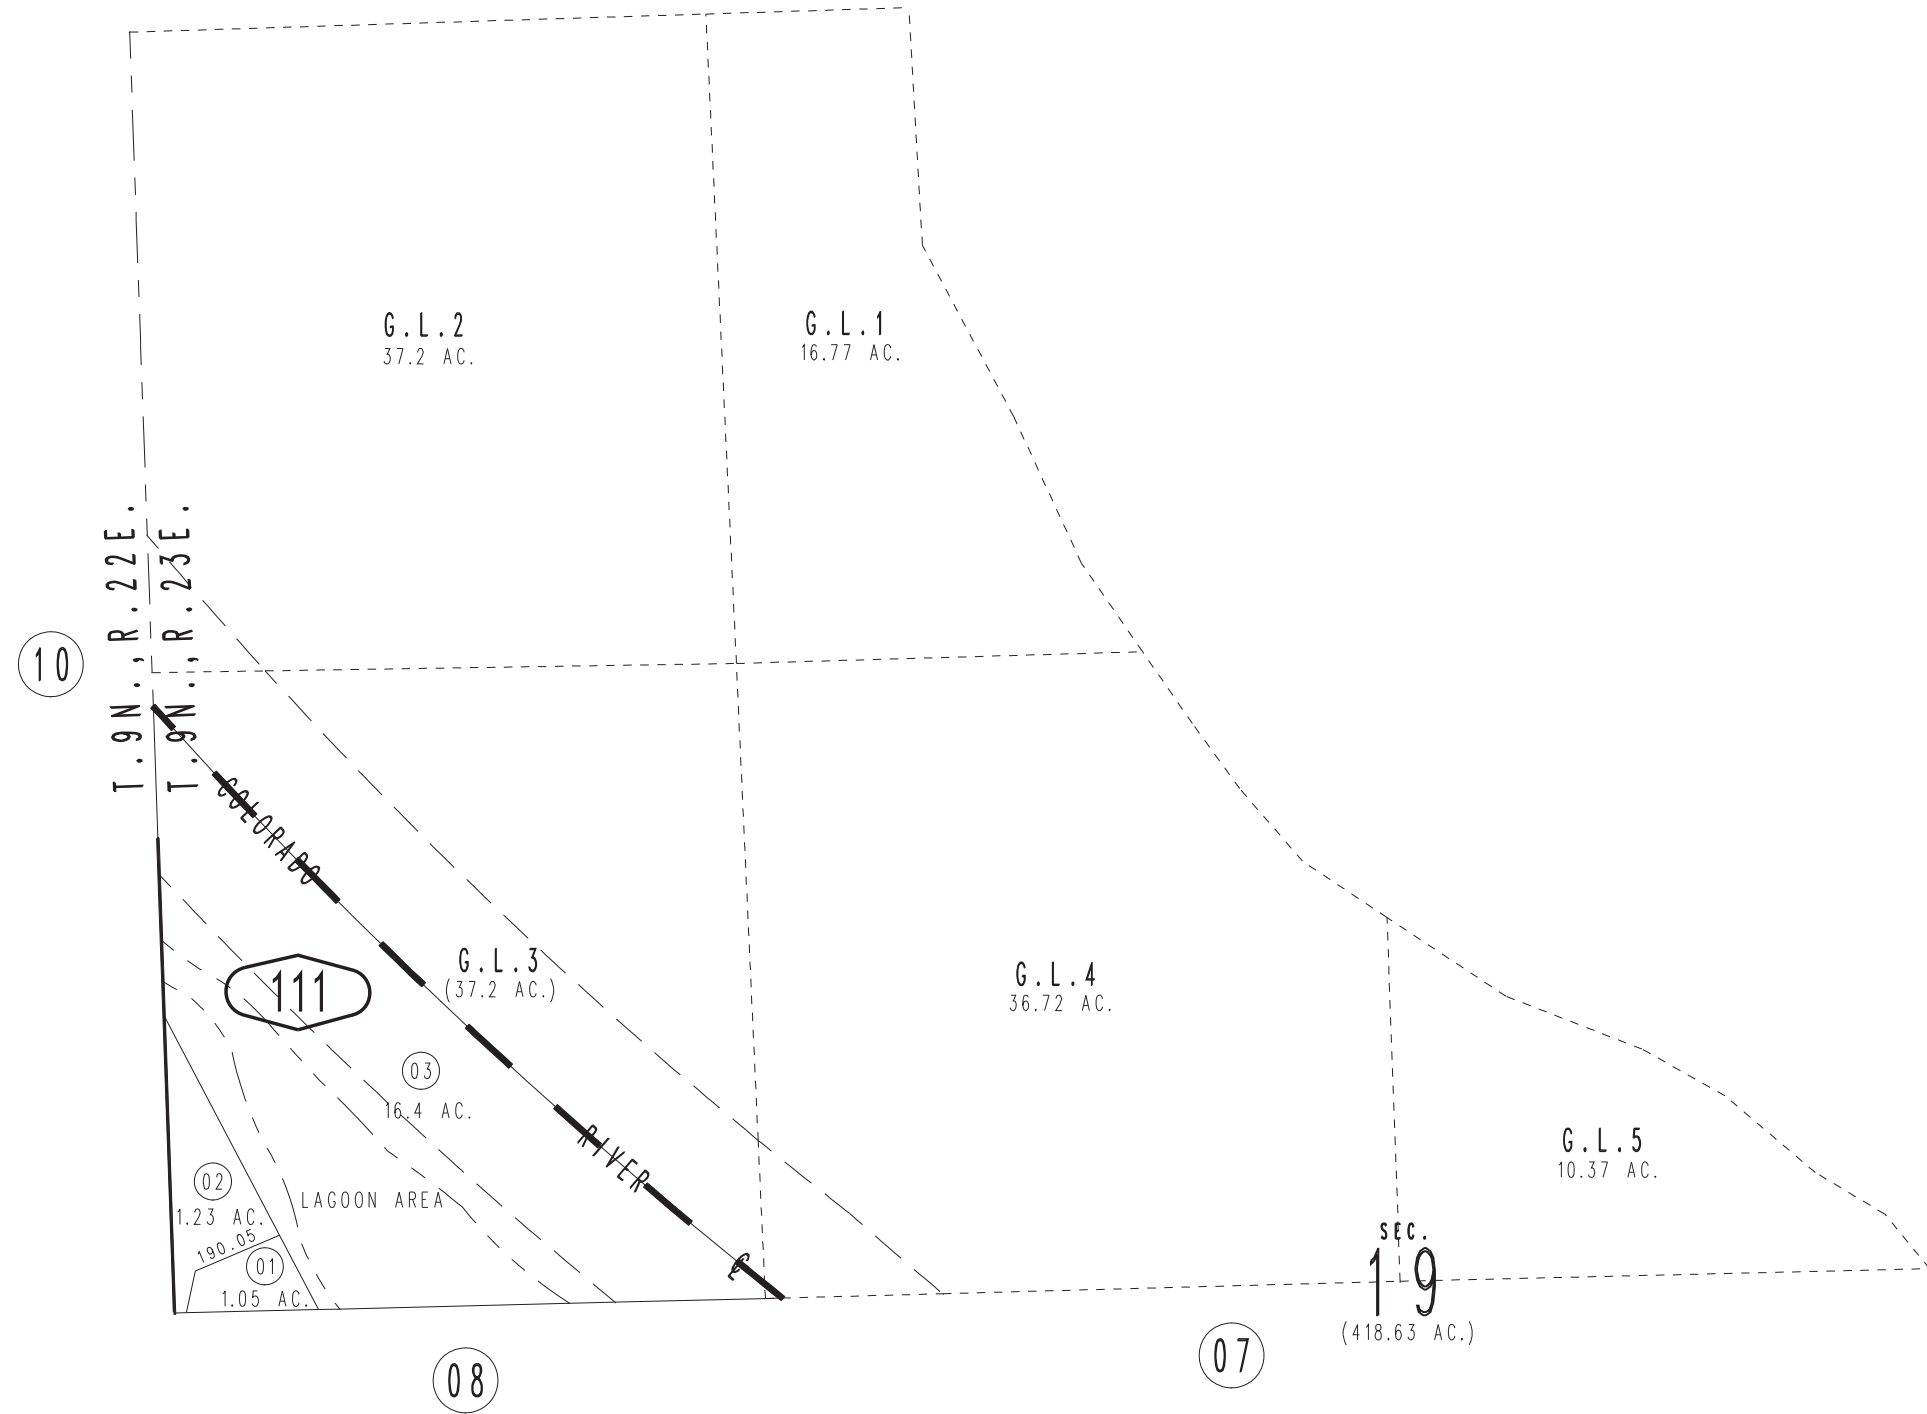 G.L.2
37.2 AC.
G.L.1
16.77 AC.
T.9N.,R.22E.
T.9N.,R.23E.
10
COLORADO
RIVER
℄
G.L.3
(37.2 AC.)
111
03
16.4 AC.
G.L.4
36.72 AC.
G.L.5
10.37 AC.
02
1.23 AC.
LAGOON AREA
190.05
01
1.05 AC.
SEC.
19
(418.63 AC.)
08
07